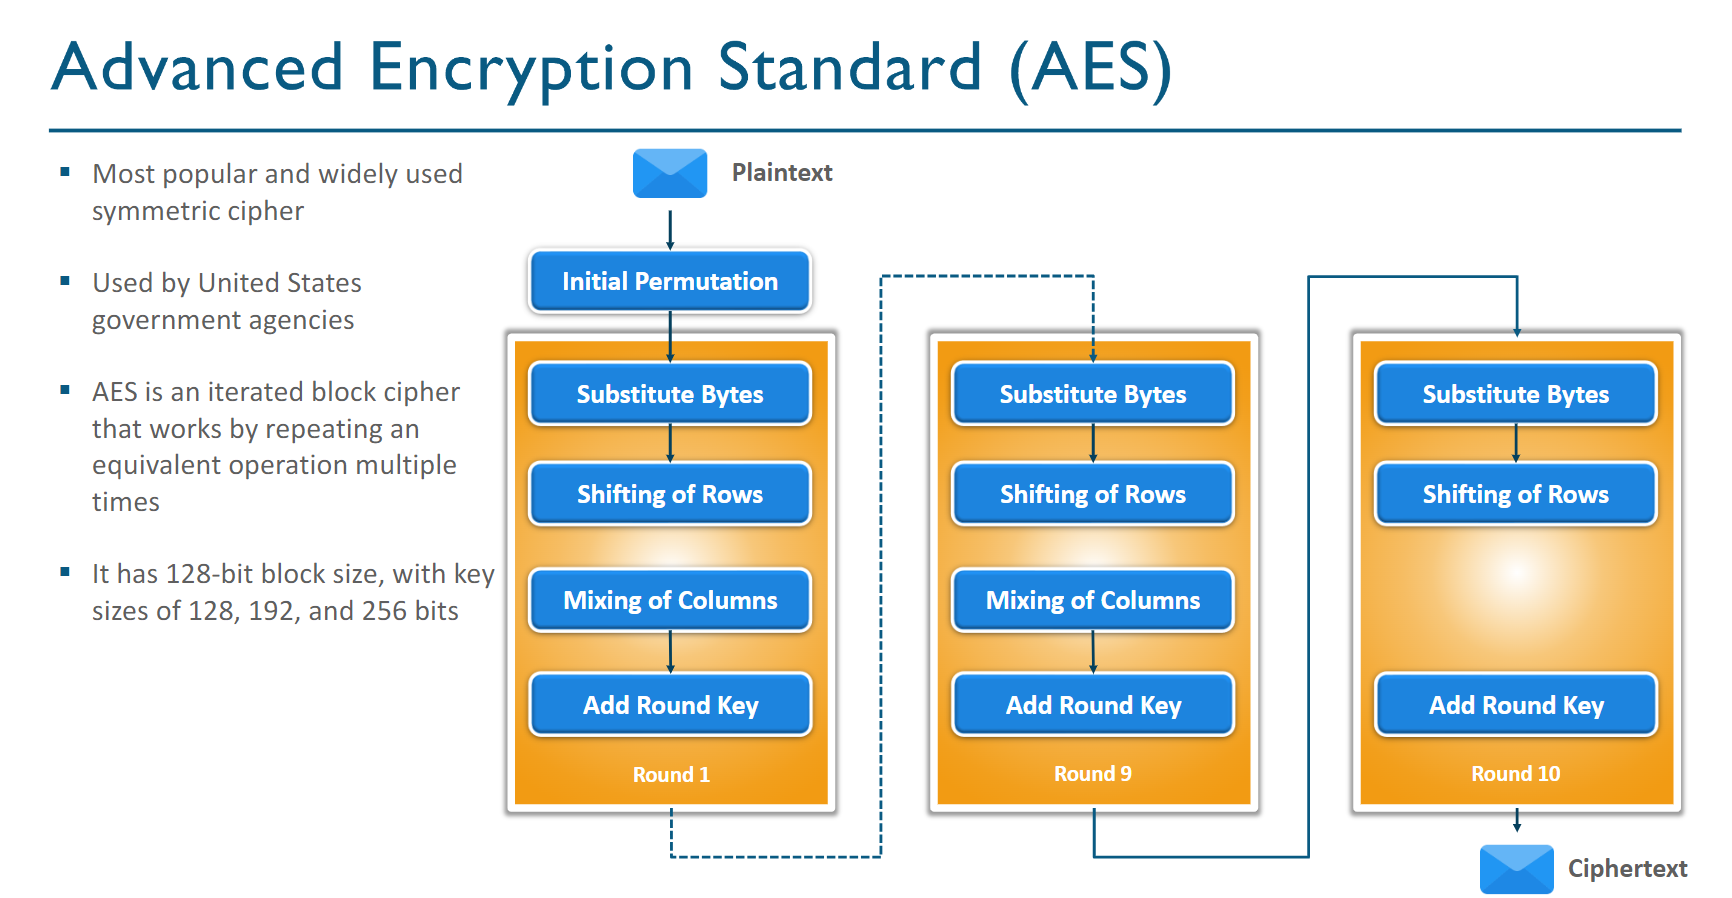 Advanced Encryption Standard (AES)
Most popular and widely used
symmetric cipher
Used by United States
government agencies
AES is an iterated block cipher
that works by repeating an
equivalent operation multiple
times
It has 128-bit block size, with key
sizes of 128, 192, and 256 bits
Plaintext
Initial Permutation
Substitute Bytes
Shifting of Rows
Mixing of Columns
Add Round Key
Round 1
Substitute Bytes
Shifting of Rows
Mixing of Columns
Add Round Key
Round 9
Substitute Bytes
Shifting of Rows
Add Round Key
Round 10
Ciphertext